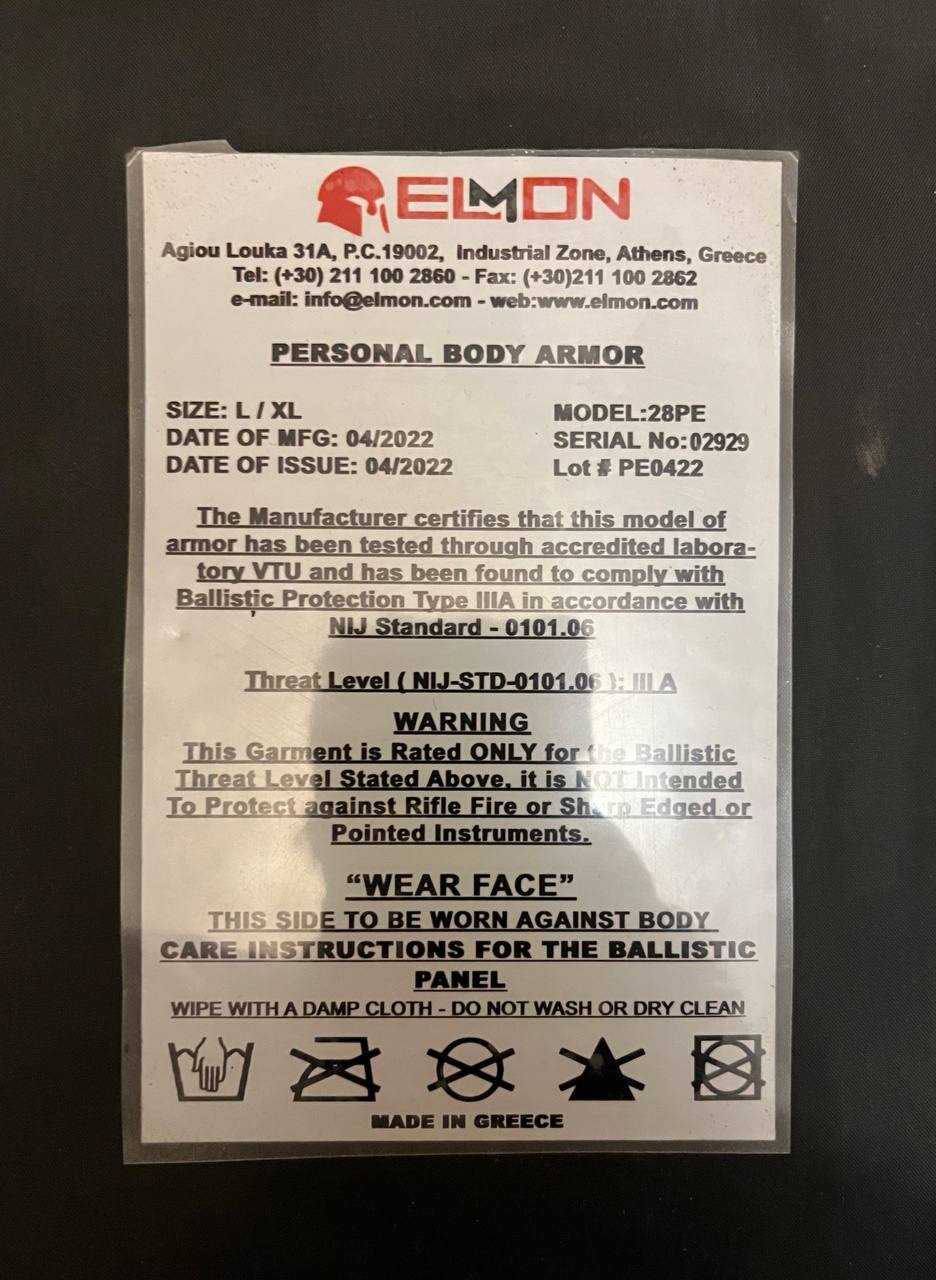 ELMON
Agiou Louka 31A, P.C.19002, Industrial Zone, Athens, Greece
Tel: (+30) 211 100 2860 - Fax: (+30)211 100 2862
e-mail: info@elmon.com - web:www.elmon.com
PERSONAL BODY ARMOR
SIZE: L / XL MODEL:28PE
DATE OF MFG: 04/2022 SERIAL No:02929
DATE OF ISSUE: 04/2022 Lot # PE0422
The Manufacturer certifies that this model of
armor has been tested through accredited labora-
tory VTU and has been found to comply with
Ballistic Protection Type IIIA in accordance with
NIJ Standard - 0101.06
Threat Level ( NIJ-STD-0101.06 ): III A
WARNING
This Garment is Rated ONLY for the Ballistic
Threat Level Stated Above, it is NOT Intended
To Protect against Rifle Fire or Sharp Edged or
Pointed Instruments.
“WEAR FACE”
THIS SIDE TO BE WORN AGAINST BODY
CARE INSTRUCTIONS FOR THE BALLISTIC
PANEL
WIPE WITH A DAMP CLOTH - DO NOT WASH OR DRY CLEAN
MADE IN GREECE